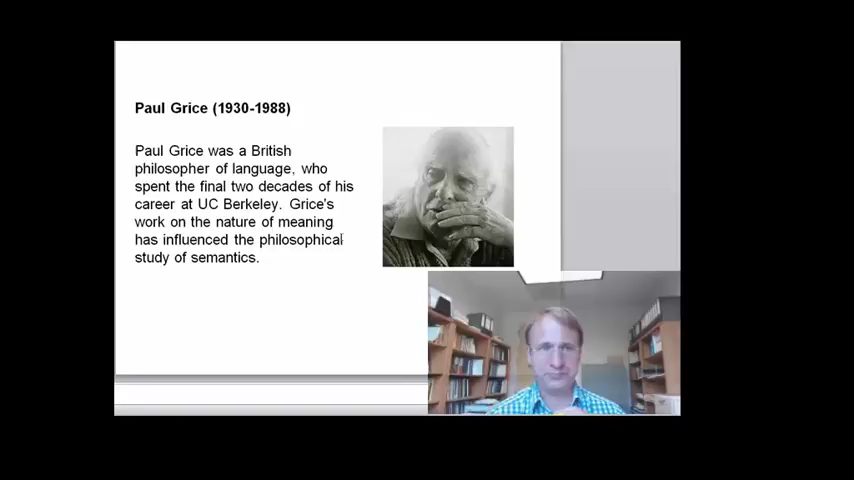 Paul Grice (1930-1988)
Paul Grice was a British
philosopher of language, who
spent the final two decades of his
career at UC Berkeley. Grice's
work on the nature of meaning
has influenced the philosophical
study of semantics.